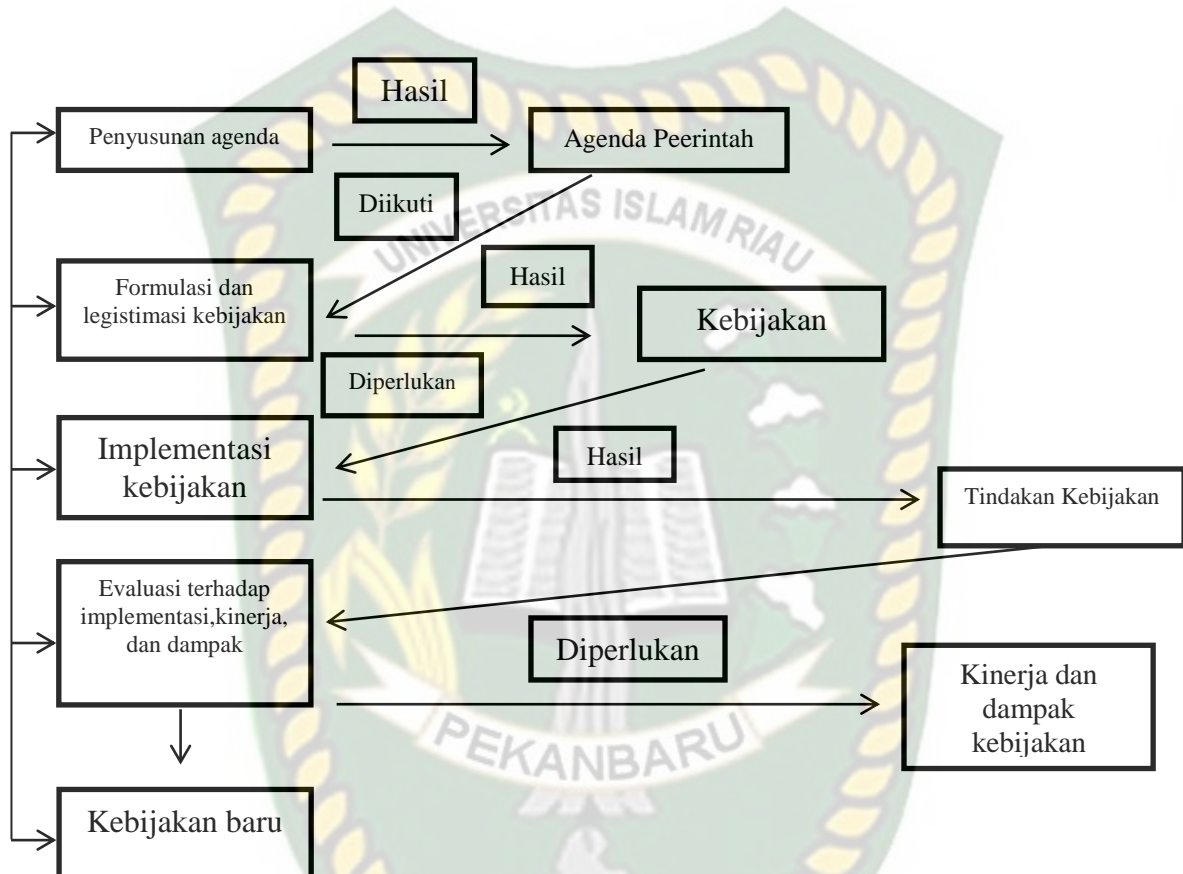 Hasil
Penyusunan agenda
Agenda Peerintah
Diikuti
UNIVERSITAS ISLAM RIAU
Formulasi dan
legistimasi kebijakan
Hasil
Kebijakan
Diperlukan
Implementasi
kebijakan
Hasil
Tindakan Kebijakan
Evaluasi terhadap
implementasi,kinerja,
dan dampak
Diperlukan
Kinerja dan
dampak
kebijakan
PEKANBARU
Kebijakan baru